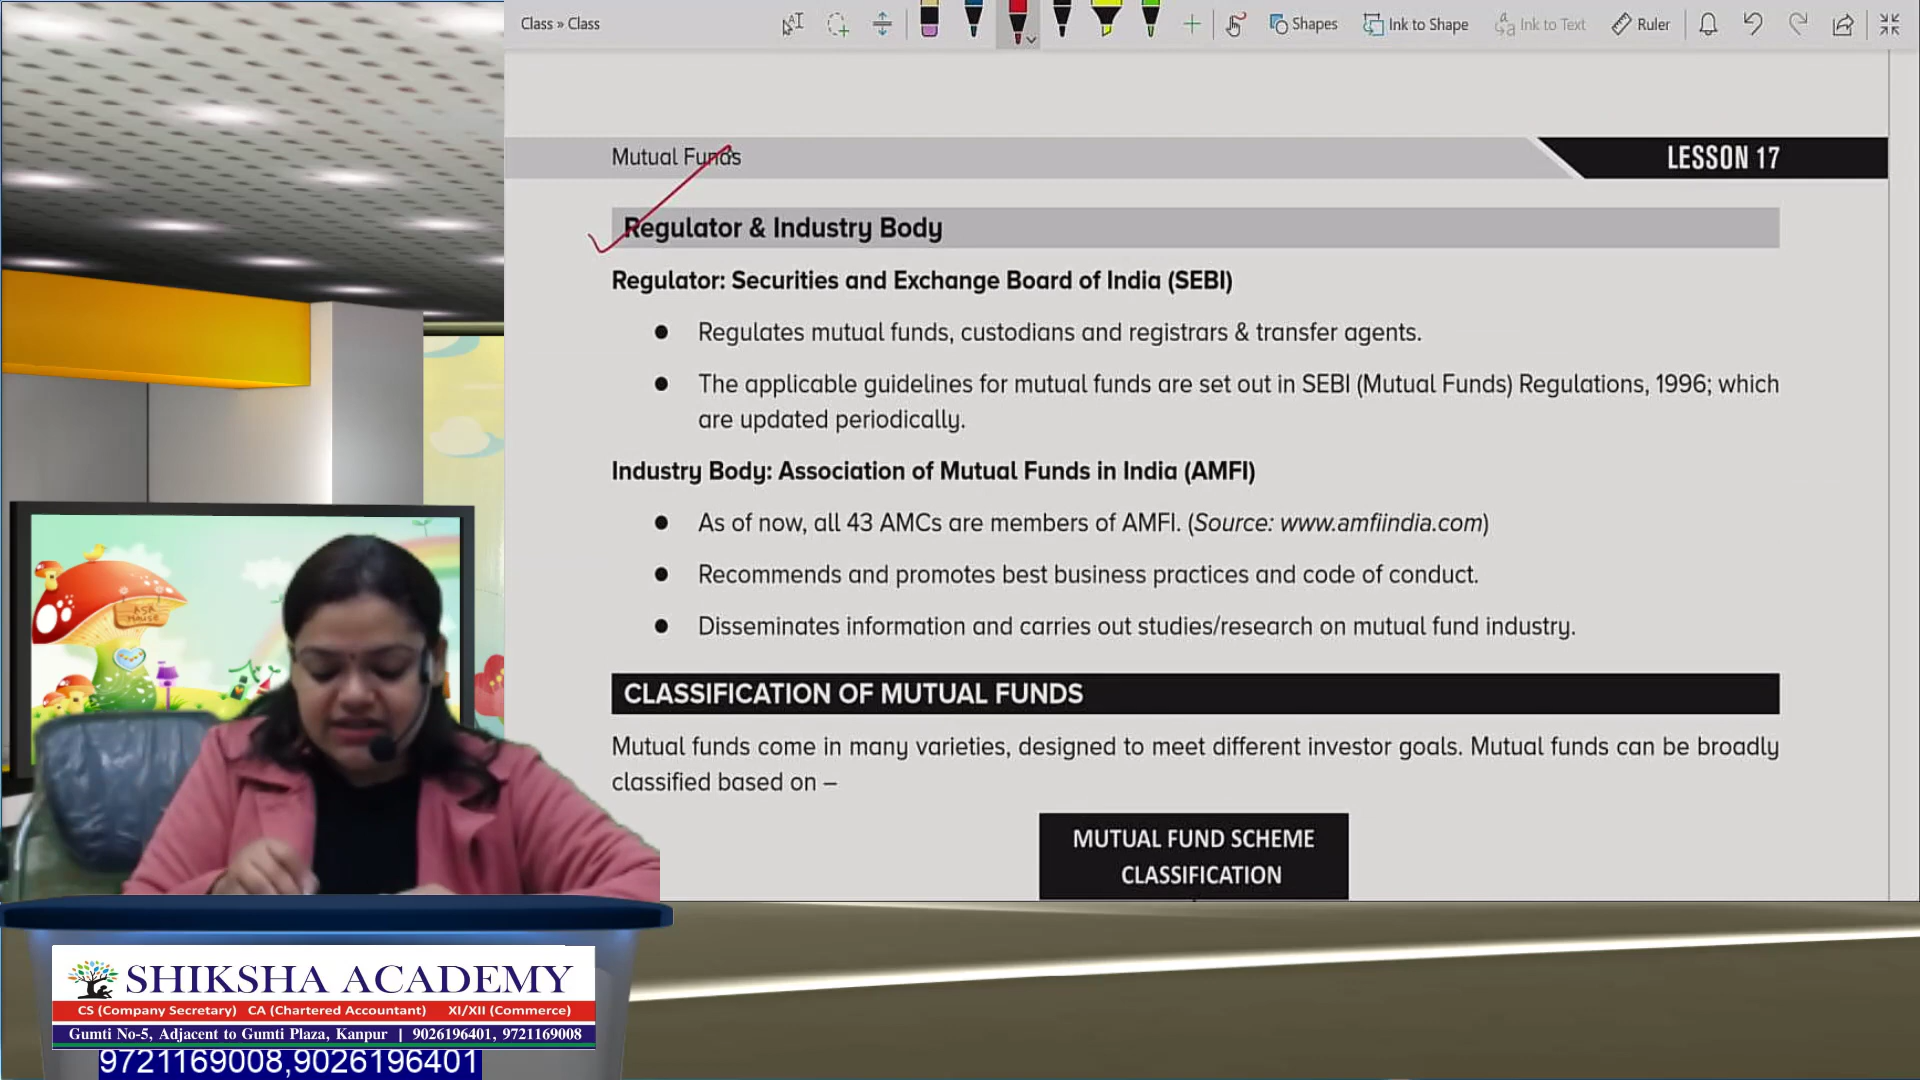 Class » Class
Shapes
Ink to Shape
Ink to Text
Ruler
Mutual Funds
LESSON 17
Regulator & Industry Body
Regulator: Securities and Exchange Board of India (SEBI)
● Regulates mutual funds, custodians and registrars & transfer agents.
● The applicable guidelines for mutual funds are set out in SEBI (Mutual Funds) Regulations, 1996; which
are updated periodically.
Industry Body: Association of Mutual Funds in India (AMFI)
● As of now, all 43 AMCs are members of AMFI. (Source: www.amfiindia.com)
● Recommends and promotes best business practices and code of conduct.
● Disseminates information and carries out studies/research on mutual fund industry.
CLASSIFICATION OF MUTUAL FUNDS
Mutual funds come in many varieties, designed to meet different investor goals. Mutual funds can be broadly
classified based on –
MUTUAL FUND SCHEME
CLASSIFICATION
SHIKSHA ACADEMY
CS (Company Secretary) CA (Chartered Accountant) XI/XII (Commerce)
Gumti No-5, Adjacent to Gumti Plaza, Kanpur | 9026196401, 9721169008
9721169008,9026196401